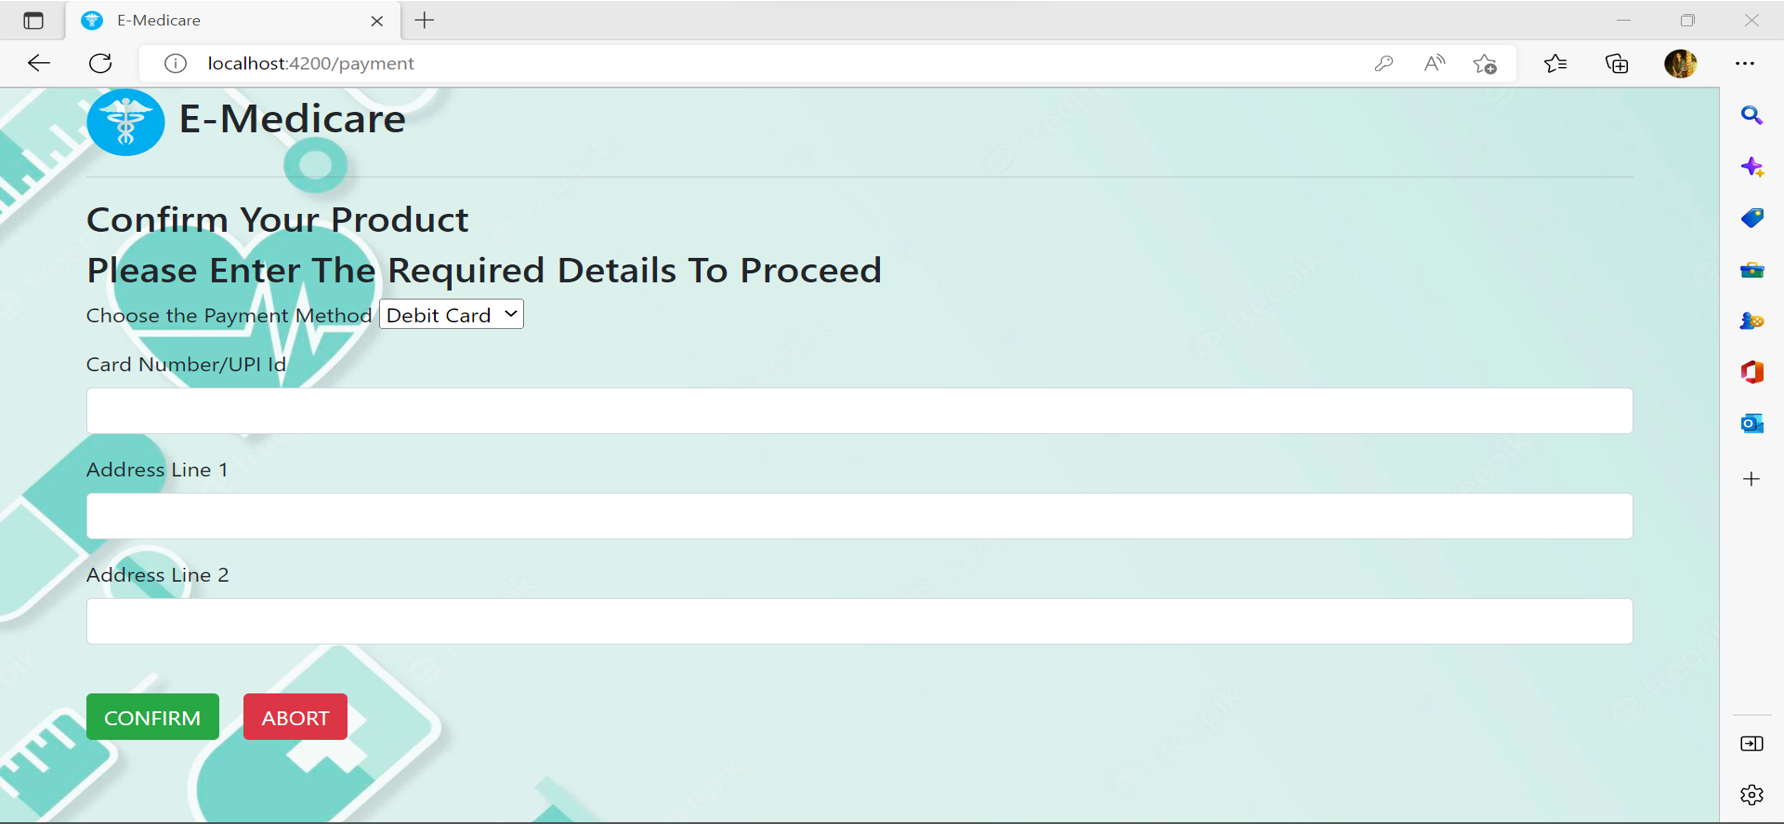 E-Medicare
localhost:4200/payment
E-Medicare
Confirm Your Product
Please Enter The Required Details To Proceed
Choose the Payment Method Debit Card
Card Number/UPI Id
Address Line 1
Address Line 2
CONFIRM ABORT